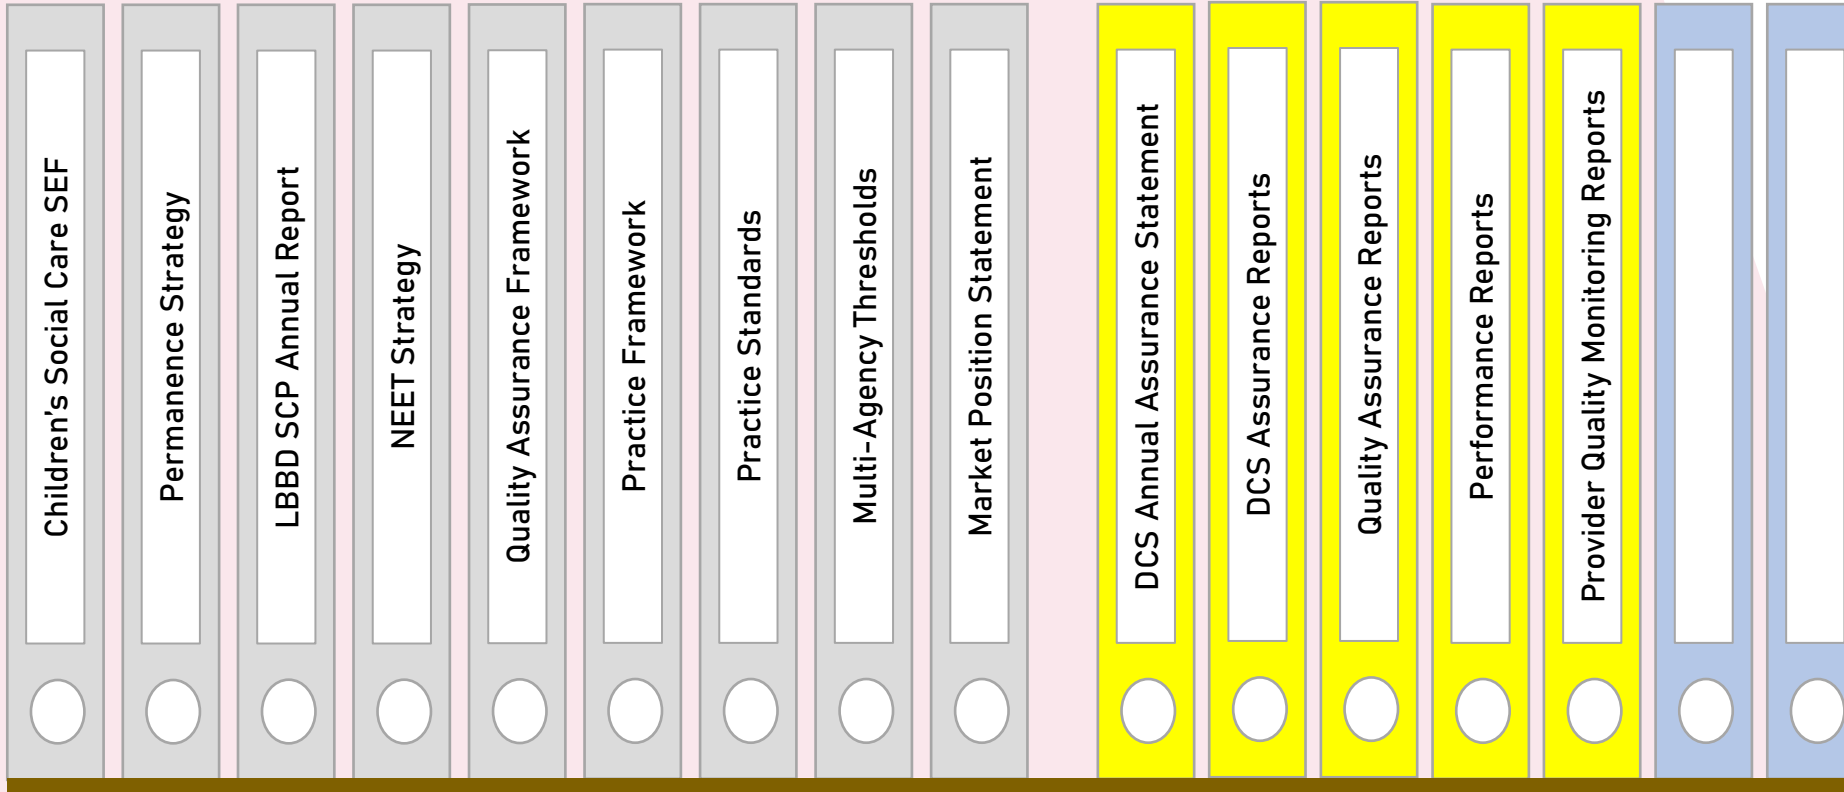 Children’s Social Care SEF
Permanence Strategy
LBBD SCP Annual Report
NEET Strategy
Quality Assurance Framework
Practice Framework
Practice Standards
Multi-Agency Thresholds
Market Position Statement
DCS Annual Assurance Statement
DCS Assurance Reports
Quality Assurance Reports
Performance Reports
Provider Quality Monitoring Reports